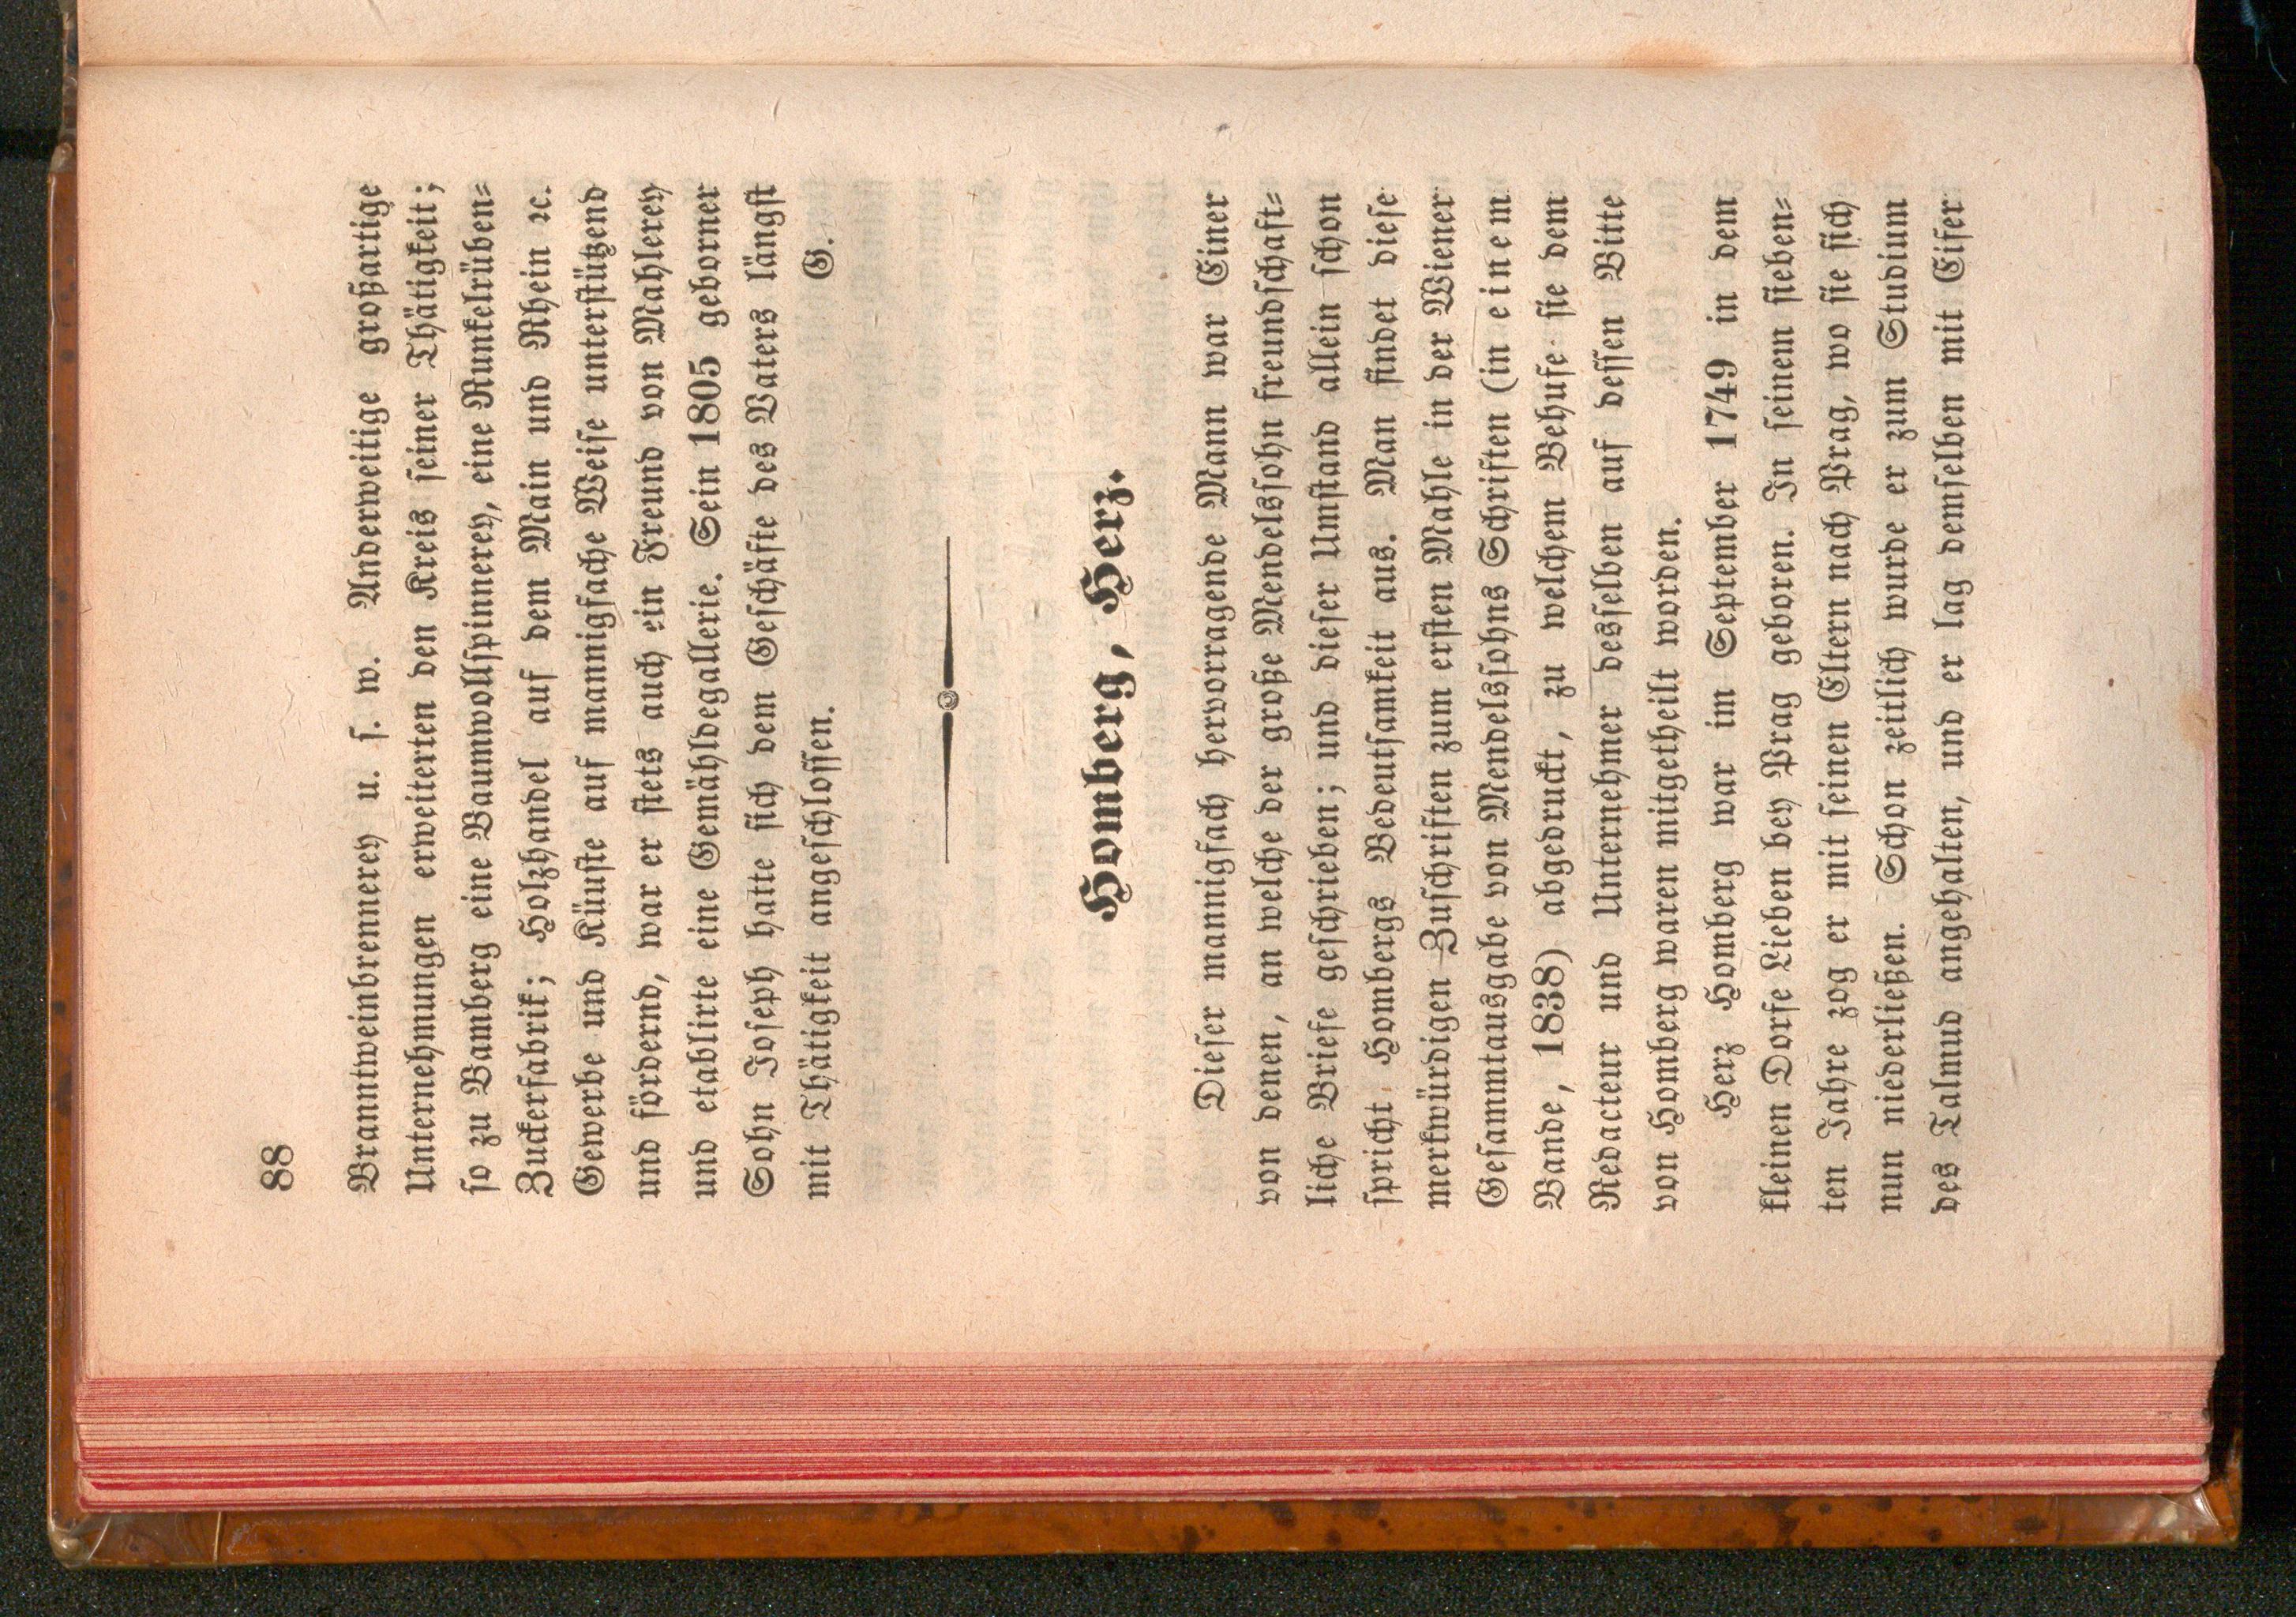 88
Branntweinbrennerey u. s. w. Anderweitige großartige
Unternehmungen erweiterten den Kreis seiner Thätigkeit;
so zu Bamberg eine Baumwollspinnerey, eine Runkelrüben-
Zuckerfabrik; Holzhandel auf dem Main und Rhein ꝛc.
Gewerbe und Künste auf mannigfache Weise unterstützend
und fördernd, war er stets auch ein Freund von Mahlerey
und etablirte eine Gemähldegallerie. Sein 1805 geborner
Sohn Joseph hatte sich dem Geschäfte des Vaters längst
mit Thätigkeit angeschlossen.
G.
Homberg, Herz.
Dieser mannigfach hervorragende Mann war Einer
von denen, an welche der große Mendelssohn freundschaft-
liche Briefe geschrieben; und dieser Umstand allein schon
spricht Hombergs Bedeutsamkeit aus. Man findet diese
merkwürdigen Zuschriften zum ersten Mahle in der Wiener
Gesammtausgabe von Mendelssohns Schriften (in einem
Bande, 1838) abgedruckt, zu welchem Behufe sie dem
Redacteur und Unternehmer desselben auf dessen Bitte
von Homberg waren mitgetheilt worden.
Herz Homberg war im September 1749 in dem
kleinen Dorfe Lieben bey Prag geboren. In seinem sieben-
ten Jahre zog er mit seinen Eltern nach Prag, wo sie sich
nun niederließen. Schon zeitlich wurde er zum Studium
des Talmud angehalten, und er lag demselben mit Eifer